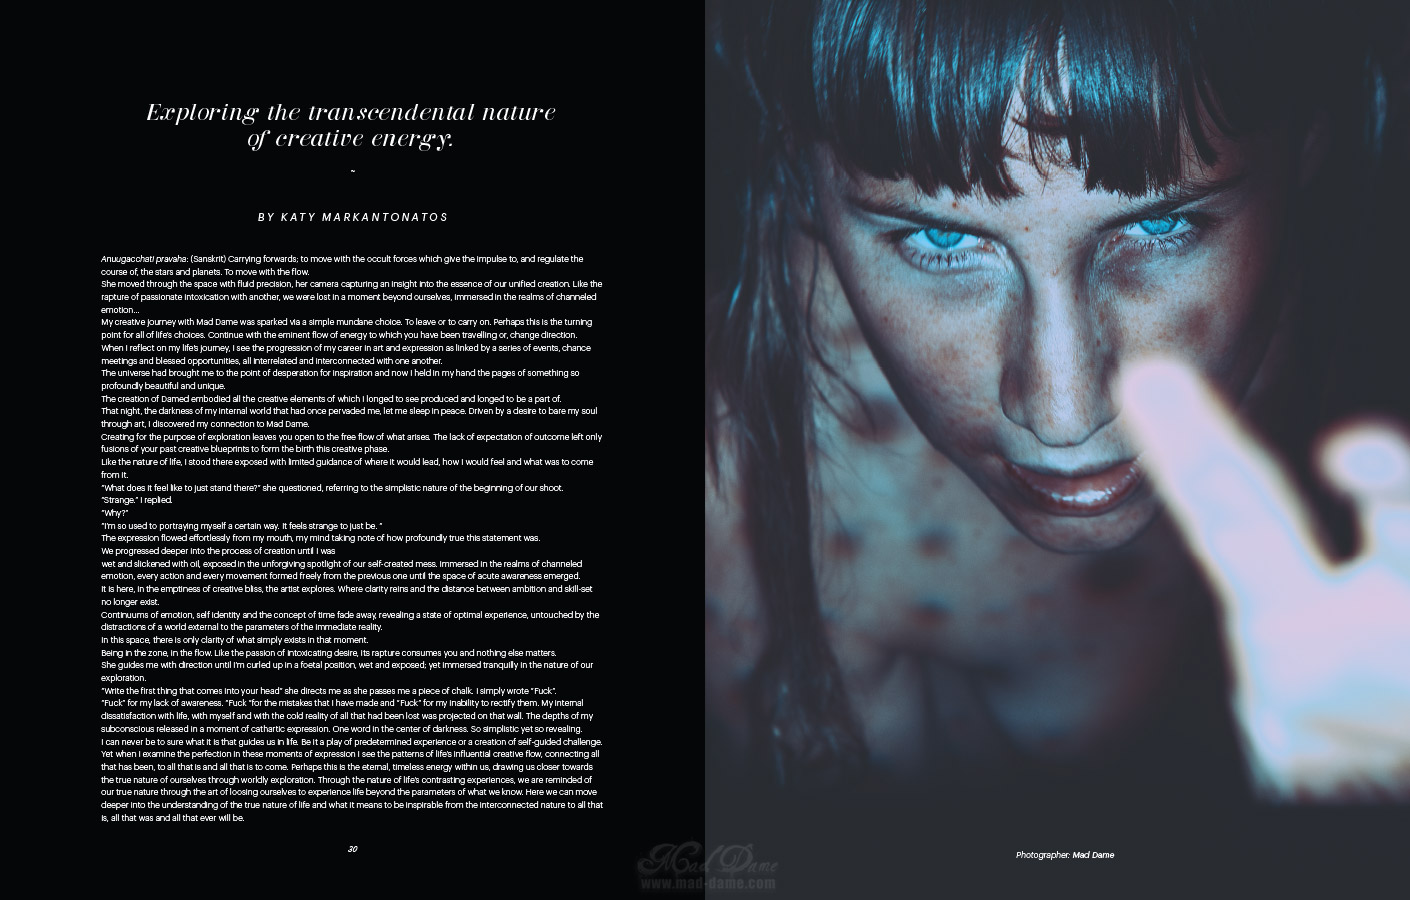 Exploring the transcendental nature
of creative energy.
~
BY KATY MARKANTONATOS
Anuugacchati pravaha: (Sanskrit) Carrying forwards; to move with the occult forces which give the impulse to, and regulate the
course of, the stars and planets. To move with the flow.
She moved through the space with fluid precision, her camera capturing an insight into the essence of our unified creation. Like the
rapture of passionate intoxication with another, we were lost in a moment beyond ourselves, immersed in the realms of channeled
emotion...
My creative journey with Mad Dame was sparked via a simple mundane choice. To leave or to carry on. Perhaps this is the turning
point for all of life's choices. Continue with the eminent flow of energy to which you have been travelling or, change direction.
When I reflect on my life's journey, I see the progression of my career in art and expression as linked by a series of events, chance
meetings and blessed opportunities, all interrelated and interconnected with one another.
The universe had brought me to the point of desperation for inspiration and now I held in my hand the pages of something so
profoundly beautiful and unique.
The creation of Damed embodied all the creative elements of which I longed to see produced and longed to be a part of.
That night, the darkness of my internal world that had once pervaded me, let me sleep in peace. Driven by a desire to bare my soul
through art, I discovered my connection to Mad Dame.
Creating for the purpose of exploration leaves you open to the free flow of what arises. The lack of expectation of outcome left only
fusions of your past creative blueprints to form the birth this creative phase.
Like the nature of life, I stood there exposed with limited guidance of where it would lead, how I would feel and what was to come
from it.
"What does it feel like to just stand there?" she questioned, referring to the simplistic nature of the beginning of our shoot.
"Strange." I replied.
"Why?"
"I'm so used to portraying myself a certain way. It feels strange to just be. "
The expression flowed effortlessly from my mouth, my mind taking note of how profoundly true this statement was.
We progressed deeper into the process of creation until I was
wet and slickened with oil, exposed in the unforgiving spotlight of our self-created mess. Immersed in the realms of channeled
emotion, every action and every movement formed freely from the previous one until the space of acute awareness emerged.
It is here, in the emptiness of creative bliss, the artist explores. Where clarity reins and the distance between ambition and skill-set
no longer exist.
Continuums of emotion, self identity and the concept of time fade away, revealing a state of optimal experience, untouched by the
distractions of a world external to the parameters of the immediate reality.
In this space, there is only clarity of what simply exists in that moment.
Being in the zone, in the flow. Like the passion of intoxicating desire, its rapture consumes you and nothing else matters.
She guides me with direction until I'm curled up in a foetal position, wet and exposed; yet immersed tranquilly in the nature of our
exploration.
"Write the first thing that comes into your head" she directs me as she passes me a piece of chalk. I simply wrote "Fuck".
"Fuck" for my lack of awareness. "Fuck "for the mistakes that I have made and "Fuck" for my inability to rectify them. My internal
dissatisfaction with life, with myself and with the cold reality of all that had been lost was projected on that wall. The depths of my
subconscious released in a moment of cathartic expression. One word in the center of darkness. So simplistic yet so revealing.
I can never be to sure what it is that guides us in life. Be it a play of predetermined experience or a creation of self-guided challenge.
Yet when I examine the perfection in these moments of expression I see the patterns of life's influential creative flow, connecting all
that has been, to all that is and all that is to come. Perhaps this is the eternal, timeless energy within us, drawing us closer towards
the true nature of ourselves through worldly exploration. Through the nature of life's contrasting experiences, we are reminded of
our true nature through the art of loosing ourselves to experience life beyond the parameters of what we know. Here we can move
deeper into the understanding of the true nature of life and what it means to be inspirable from the interconnected nature to all that
is, all that was and all that ever will be.
30
Mad Dame
www.mad-dame.com
Photographer: Mad Dame